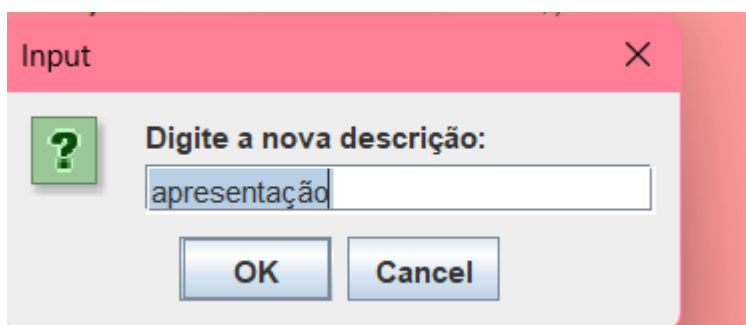 Input
Digite a nova descrição:
apresentação
OK
Cancel